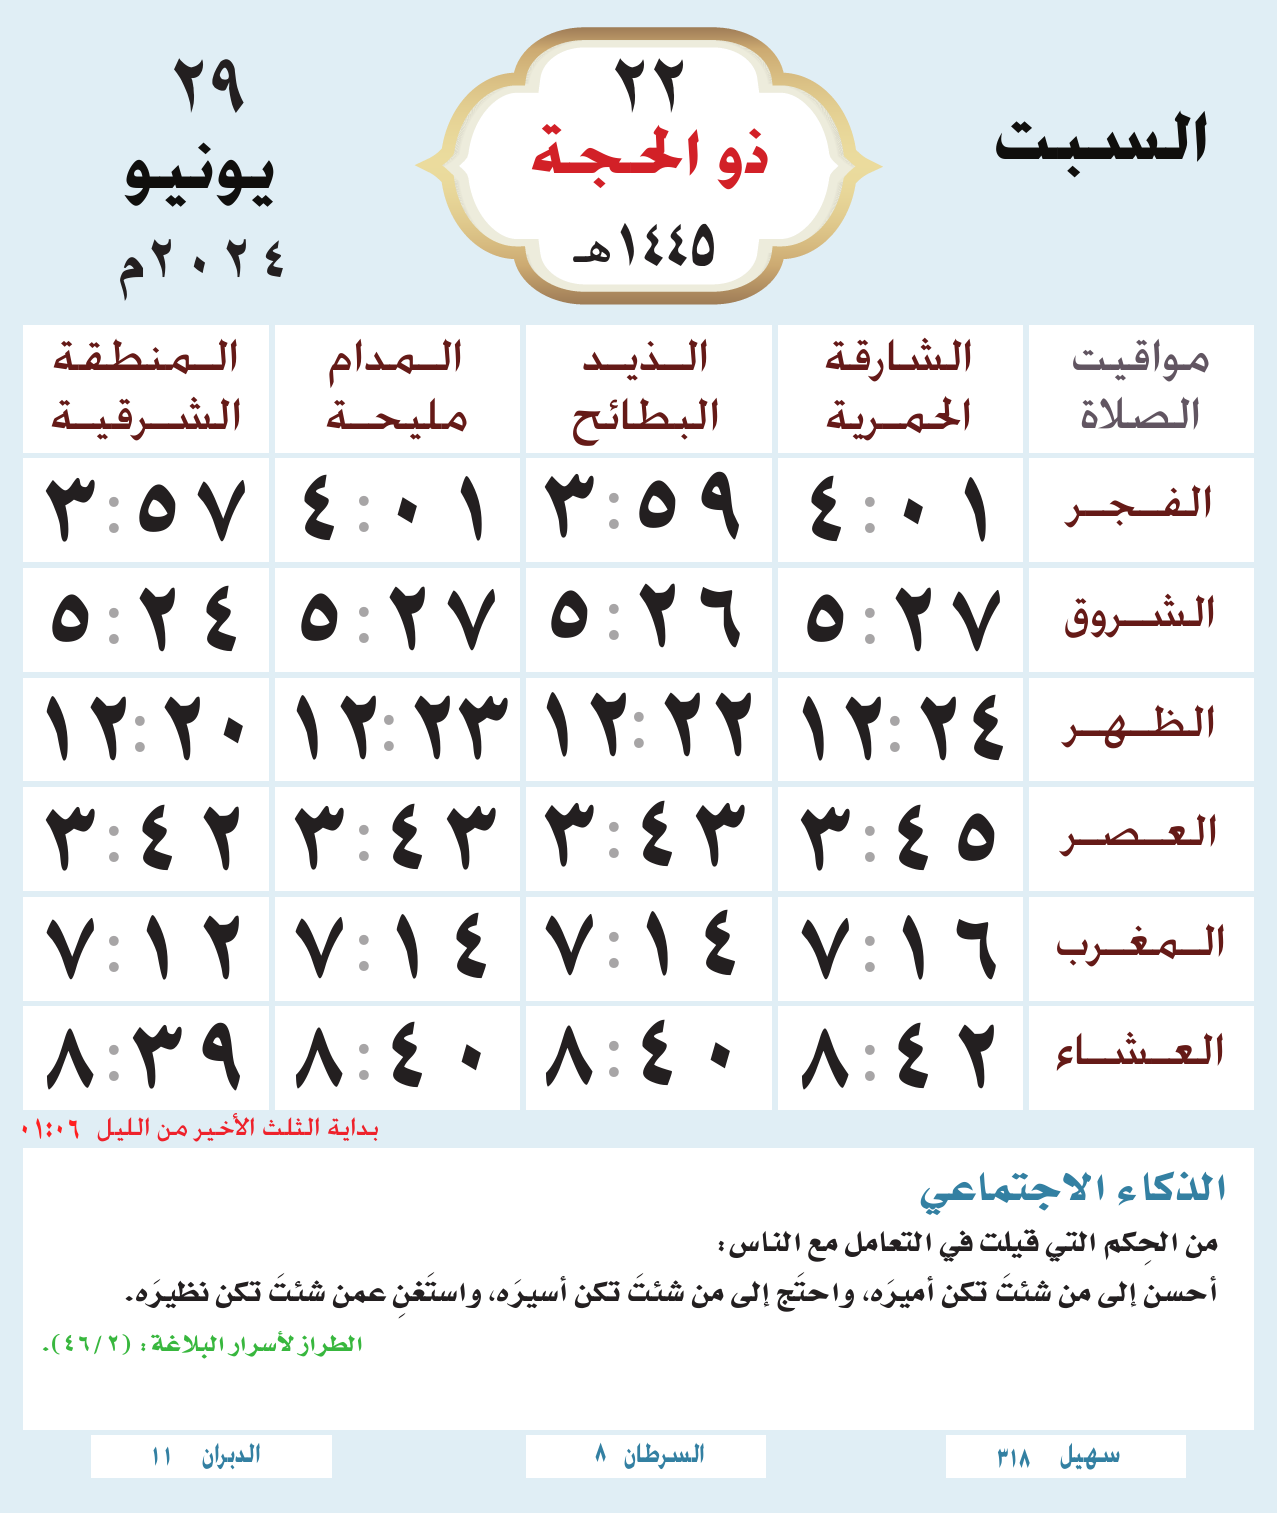 السبت
٢٢
ذو الحجة
١٤٤٥هـ
٢٩
يونيو
٢٠٢٤م
مواقيت الصلاة
الشارقة الحمرية
الذيد البطائح
المدام مليحة
المنطقة الشرقية
الفجر ٤:٠١ ٣:٥٩ ٤:٠١ ٣:٥٧
الشروق ٥:٢٧ ٥:٢٦ ٥:٢٧ ٥:٢٤
الظهر ١٢:٢٤ ١٢:٢٢ ١٢:٢٣ ١٢:٢٠
العصر ٣:٤٥ ٣:٤٣ ٣:٤٣ ٣:٤٢
المغرب ٧:١٦ ٧:١٤ ٧:١٤ ٧:١٢
العشاء ٨:٤٢ ٨:٤٠ ٨:٤٠ ٨:٣٩
بداية الثلث الأخير من الليل ٠١:٠٦
الذكاء الاجتماعي
من الحِكم التي قيلت في التعامل مع الناس:
أحسن إلى من شئتَ تكن أميرَه، واحتَج إلى من شئتَ تكن أسيرَه، واستَغنِ عمن شئتَ تكن نظيرَه.
الطراز لأسرار البلاغة: (٢/٤٦).
سهيل ٣١٨
السرطان ٨
الدبران ١١